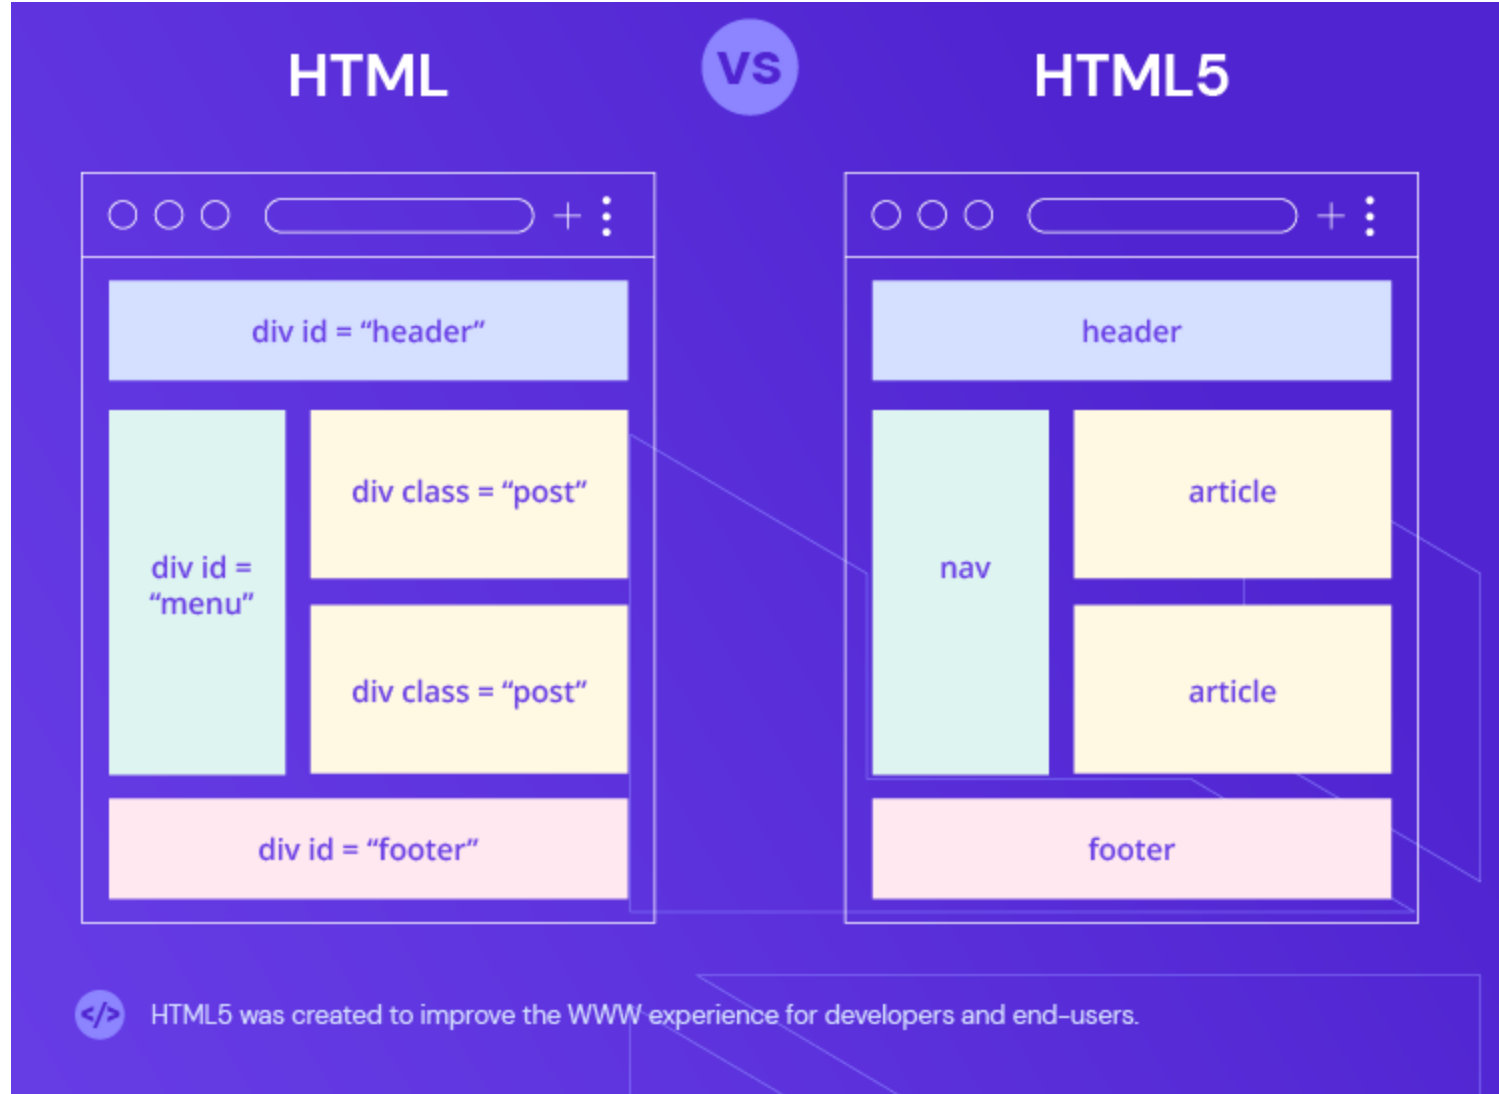 HTML
VS
HTML5
div id = “header”
div id =
“menu”
div class = “post”
div class = “post”
div id = “footer”
header
nav
article
article
footer
</>
HTML5 was created to improve the WWW experience for developers and end-users.